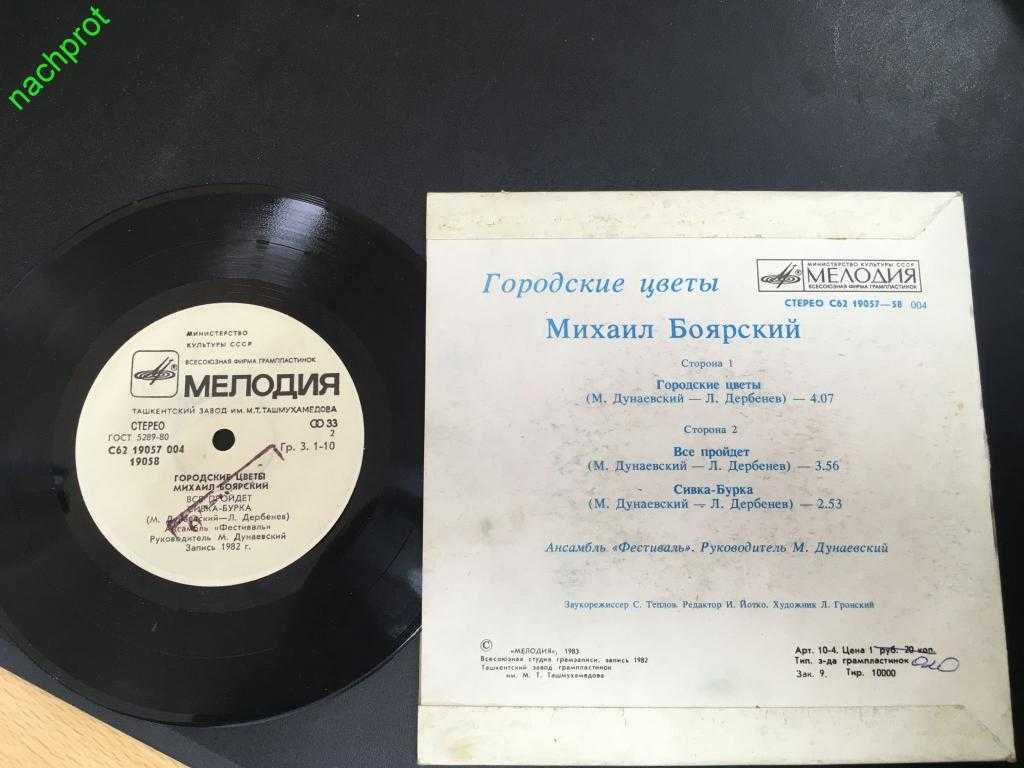 nachprot
МИНИСТЕРСТВО
КУЛЬТУРЫ СССР
ВСЕСОЮЗНАЯ ФИРМА ГРАМПЛАСТИНОК
МЕЛОДИЯ
ТАШКЕНТСКИЙ ЗАВОД ИМ. М.Т. ТАШМУХАМЕДОВА
СТЕРЕО
33
ГОСТ 5289-80
2
С62 19057 004
Гр. 3. 1-10
19058
ГОРОДСКИЕ ЦВЕТЫ
МИХАИЛ БОЯРСКИЙ
ВСЕ ПРОЙДЕТ
СИВКА-БУРКА
(М. Дунаевский—Л. Дербенев)
Ансамбль «Фестиваль»
Руководитель М. Дунаевский
Запись 1982 г.
МИНИСТЕРСТВО КУЛЬТУРЫ СССР
МЕЛОДИЯ
ВСЕСОЮЗНАЯ ФИРМА ГРАМПЛАСТИНОК
СТЕРЕО С62 19057—58 004
Городские цветы
Михаил Боярский
Сторона 1
Городские цветы
(М. Дунаевский — Л. Дербенев) — 4.07
Сторона 2
Все пройдет
(М. Дунаевский — Л. Дербенев) — 3.56
Сивка-Бурка
(М. Дунаевский — Л. Дербенев) — 2.53
Ансамбль «Фестиваль». Руководитель М. Дунаевский
Звукорежиссер С. Теплов. Редактор И. Йотко. Художник Л. Гронский
© «МЕЛОДИЯ», 1983
Всесоюзная студия грамзаписи, запись 1982
Ташкентский завод грампластинок
им. М. Т. Ташмухамедова
Арт. 10-4. Цена 1 руб. 20 коп.
Тип. з-да грампластинок
Зак. 9. Тир. 10000